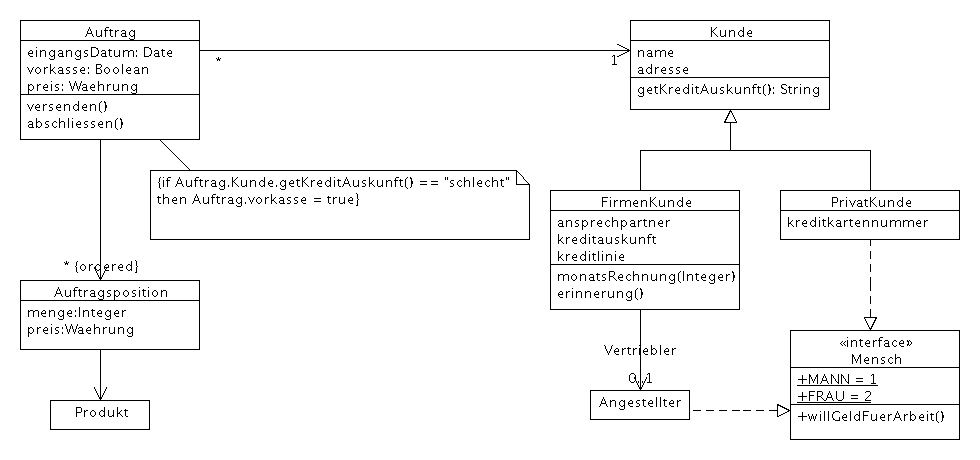 Auftrag
eingangsDatum: Date
vorkasse: Boolean
preis: Waehrung
versenden()
abschliessen()
*
1
Kunde
name
adresse
getKreditAuskunft(): String
{if Auftrag.Kunde.getKreditAuskunft() == "schlecht"
then Auftrag.vorkasse = true}
FirmenKunde
ansprechpartner
kreditauskunft
kreditlinie
monatsRechnung(Integer)
erinnerung()
PrivatKunde
kreditkartennummer
* {ordered}
Auftragsposition
menge:Integer
preis:Waehrung
Produkt
Vertriebler
0..1
Angestellter
«interface»
Mensch
+MANN = 1
+FRAU = 2
+willGeldFuerArbeit()